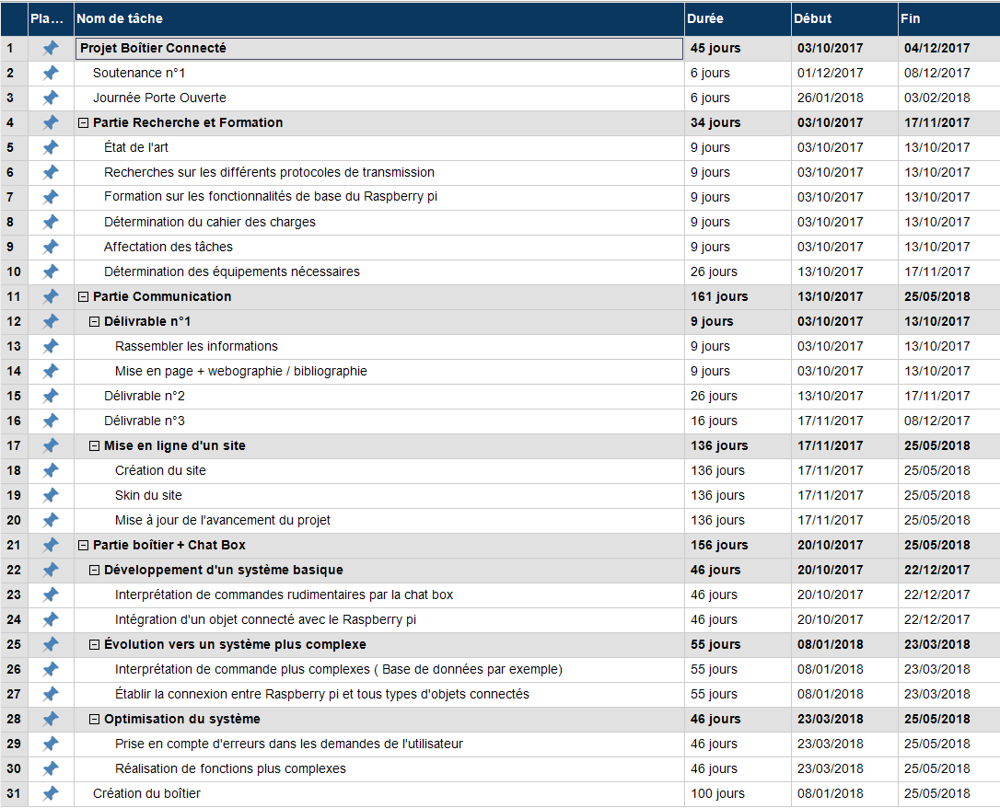 Pla... Nom de tâche Durée Début Fin
1 Projet Boîtier Connecté 45 jours 03/10/2017 04/12/2017
2 Soutenance n°1 6 jours 01/12/2017 08/12/2017
3 Journée Porte Ouverte 6 jours 26/01/2018 03/02/2018
4 Partie Recherche et Formation 34 jours 03/10/2017 17/11/2017
5 État de l'art 9 jours 03/10/2017 13/10/2017
6 Recherches sur les différents protocoles de transmission 9 jours 03/10/2017 13/10/2017
7 Formation sur les fonctionnalités de base du Raspberry pi 9 jours 03/10/2017 13/10/2017
8 Détermination du cahier des charges 9 jours 03/10/2017 13/10/2017
9 Affectation des tâches 9 jours 03/10/2017 13/10/2017
10 Détermination des équipements nécessaires 26 jours 13/10/2017 17/11/2017
11 Partie Communication 161 jours 13/10/2017 25/05/2018
12 Délivrable n°1 9 jours 03/10/2017 13/10/2017
13 Rassembler les informations 9 jours 03/10/2017 13/10/2017
14 Mise en page + webographie / bibliographie 9 jours 03/10/2017 13/10/2017
15 Délivrable n°2 26 jours 13/10/2017 17/11/2017
16 Délivrable n°3 16 jours 17/11/2017 08/12/2017
17 Mise en ligne d'un site 136 jours 17/11/2017 25/05/2018
18 Création du site 136 jours 17/11/2017 25/05/2018
19 Skin du site 136 jours 17/11/2017 25/05/2018
20 Mise à jour de l'avancement du projet 136 jours 17/11/2017 25/05/2018
21 Partie boîtier + Chat Box 156 jours 20/10/2017 25/05/2018
22 Développement d'un système basique 46 jours 20/10/2017 22/12/2017
23 Interprétation de commandes rudimentaires par la chat box 46 jours 20/10/2017 22/12/2017
24 Intégration d'un objet connecté avec le Raspberry pi 46 jours 20/10/2017 22/12/2017
25 Évolution vers un système plus complexe 55 jours 08/01/2018 23/03/2018
26 Interprétation de commande plus complexes ( Base de données par exemple) 55 jours 08/01/2018 23/03/2018
27 Établir la connexion entre Raspberry pi et tous types d'objets connectés 55 jours 08/01/2018 23/03/2018
28 Optimisation du système 46 jours 23/03/2018 25/05/2018
29 Prise en compte d'erreurs dans les demandes de l'utilisateur 46 jours 23/03/2018 25/05/2018
30 Réalisation de fonctions plus complexes 46 jours 23/03/2018 25/05/2018
31 Création du boîtier 100 jours 08/01/2018 25/05/2018